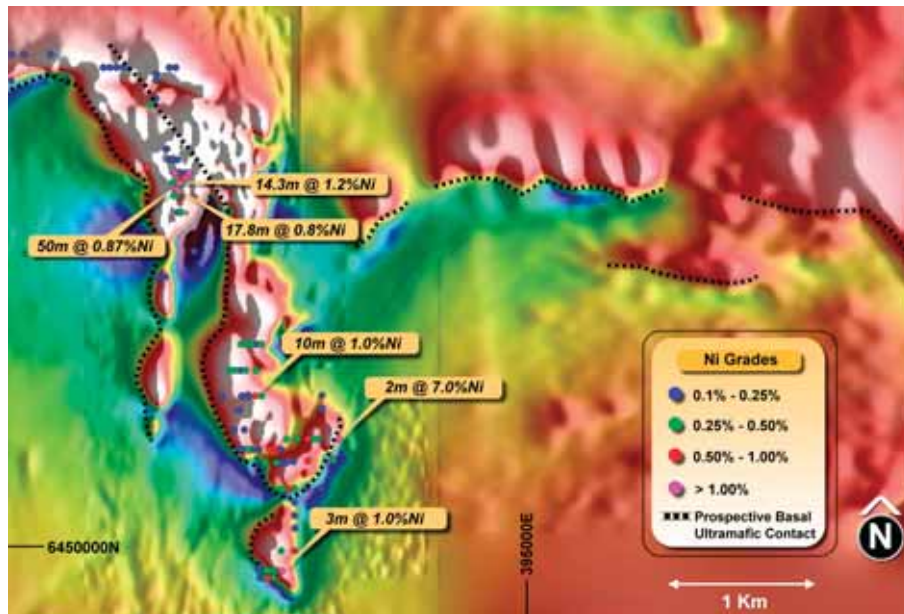 14.3m @ 1.2%Ni
17.8m @ 0.8%Ni
50m @ 0.87%Ni
10m @ 1.0%Ni
2m @ 7.0%Ni
3m @ 1.0%Ni
6450000N
395000E
Ni Grades
0.1% - 0.25%
0.25% - 0.50%
0.50% - 1.00%
> 1.00%
Prospective Basal
Ultramafic Contact
N
1 Km